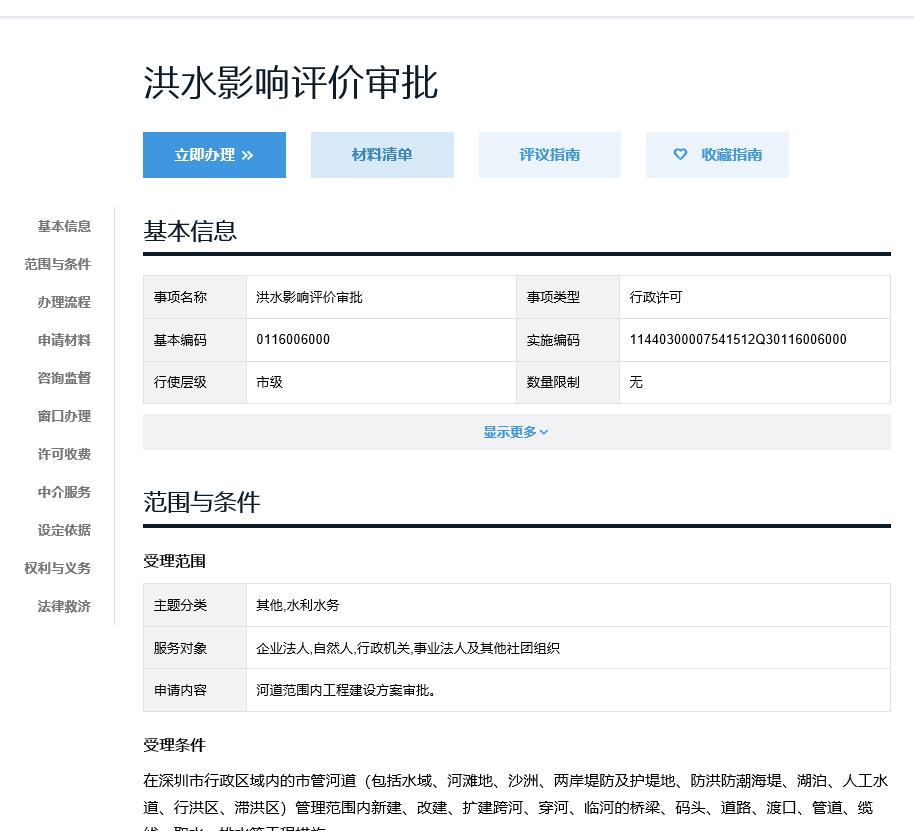 洪水影响评价审批
立即办理 »
材料清单
评议指南
收藏指南
基本信息
范围与条件
办理流程
申请材料
咨询监督
窗口办理
许可收费
中介服务
设定依据
权利与义务
法律救济
基本信息
事项名称 洪水影响评价审批 事项类型 行政许可
基本编码 0116006000 实施编码 11440300007541512Q30116006000
行使层级 市级 数量限制 无
显示更多
范围与条件
受理范围
主题分类 其他,水利水务
服务对象 企业法人,自然人,行政机关,事业法人及其他社团组织
申请内容 河道范围内工程建设方案审批。
受理条件
在深圳市行政区域内的市管河道（包括水域、河滩地、沙洲、两岸堤防及护堤地、防洪防潮海堤、湖泊、人工水
道、行洪区、滞洪区）管理范围内新建、改建、扩建跨河、穿河、临河的桥梁、码头、道路、渡口、管道、缆